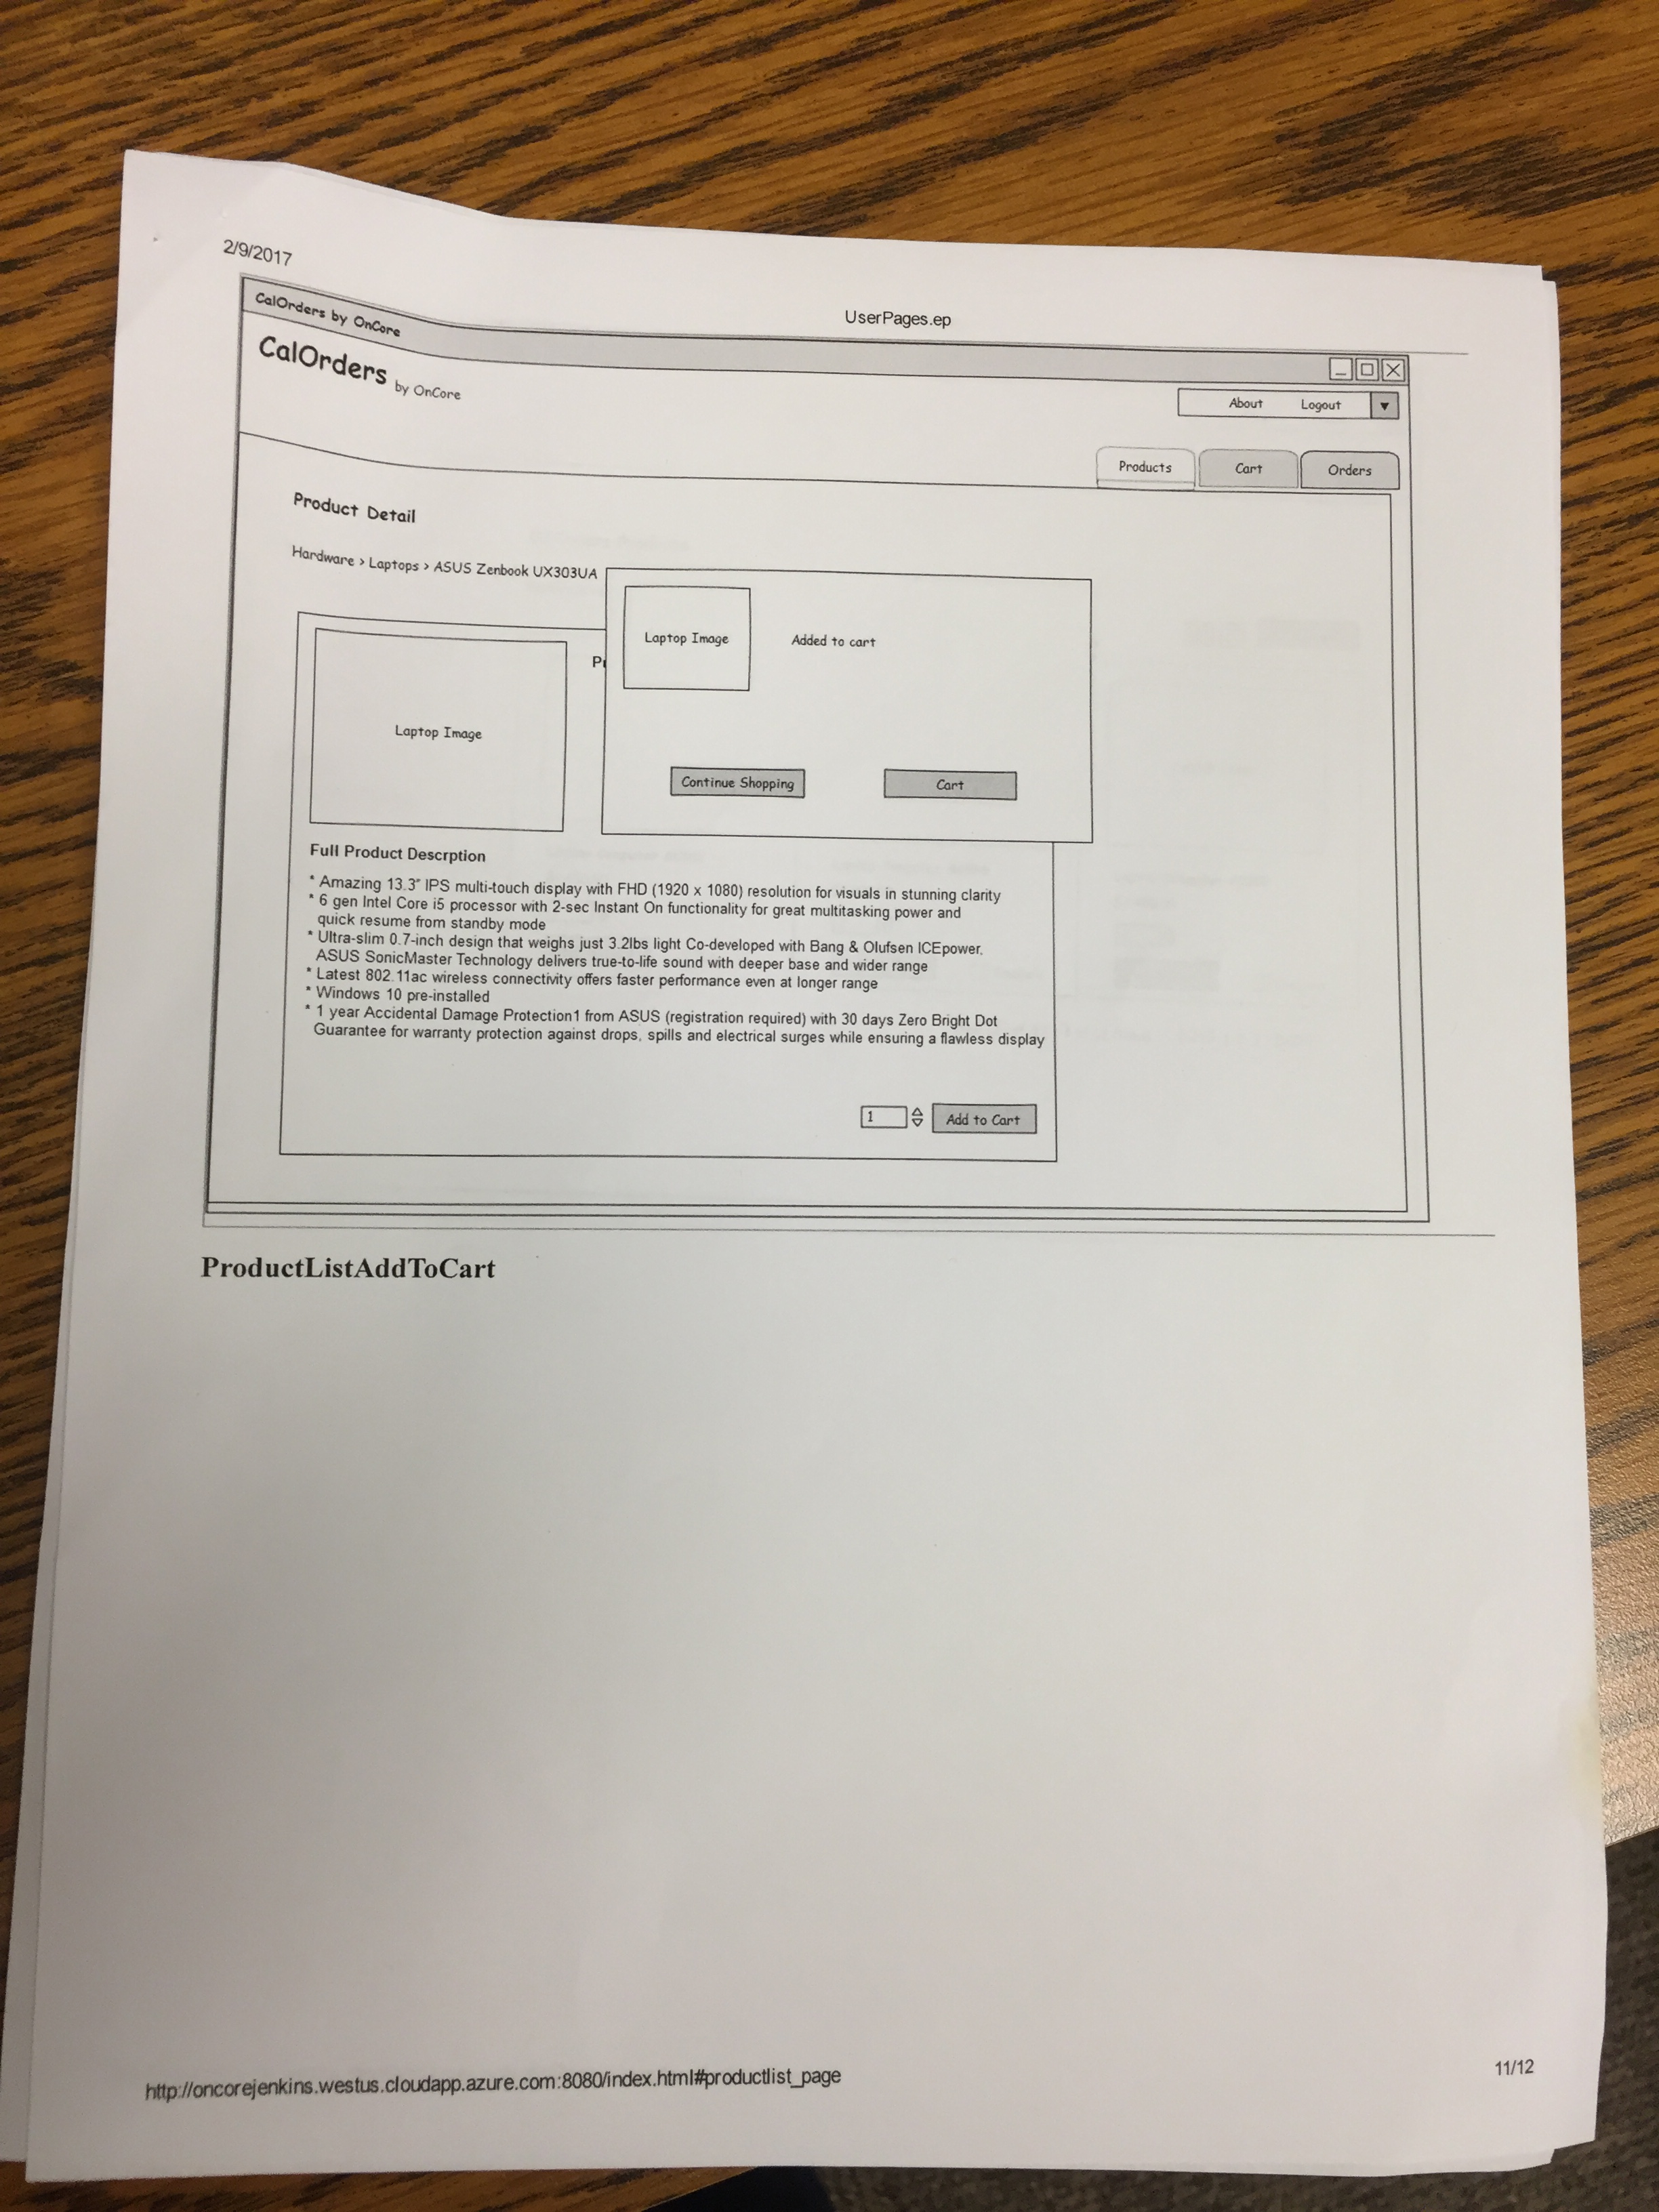 2/9/2017
UserPages.ep
CalOrders by OnCore
CalOrders by OnCore
About Logout
Products Cart Orders
Product Detail
Hardware > Laptops > ASUS Zenbook UX303UA
Laptop Image
Added to cart
Laptop Image
Continue Shopping Cart
Full Product Descrption
* Amazing 13.3" IPS multi-touch display with FHD (1920 x 1080) resolution for visuals in stunning clarity
* 6 gen Intel Core i5 processor with 2-sec Instant On functionality for great multitasking power and
quick resume from standby mode
* Ultra-slim 0.7-inch design that weighs just 3.2lbs light Co-developed with Bang & Olufsen ICEpower,
ASUS SonicMaster Technology delivers true-to-life sound with deeper base and wider range
* Latest 802.11ac wireless connectivity offers faster performance even at longer range
* Windows 10 pre-installed
* 1 year Accidental Damage Protection1 from ASUS (registration required) with 30 days Zero Bright Dot
Guarantee for warranty protection against drops, spills and electrical surges while ensuring a flawless display
1 Add to Cart
ProductListAddToCart
http://oncorejenkins.westus.cloudapp.azure.com:8080/index.html#productlist_page
11/12